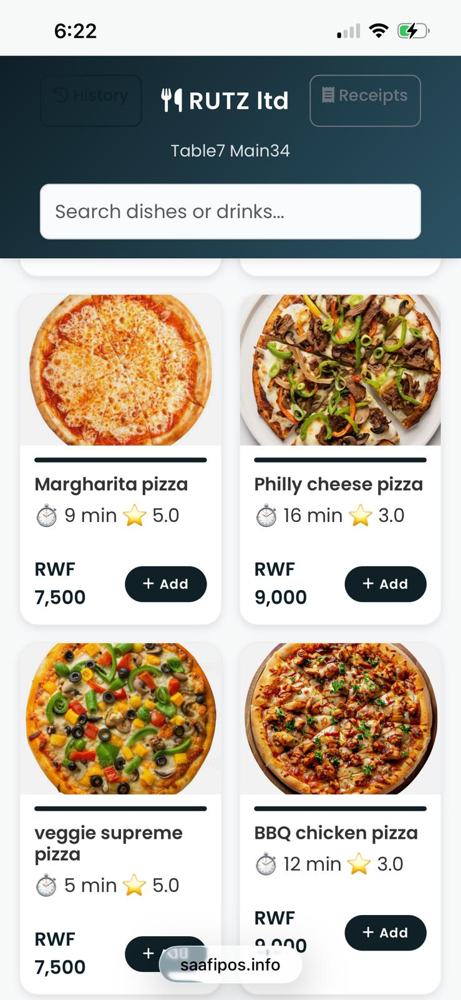 6:22
History
RUTZ ltd
Receipts
Table7 Main34
Search dishes or drinks...
Margharita pizza
9 min 5.0
RWF
7,500
+ Add
Philly cheese pizza
16 min 3.0
RWF
9,000
+ Add
veggie supreme
pizza
5 min 5.0
RWF
7,500
+ Add
BBQ chicken pizza
12 min 3.0
RWF
9,000
+ Add
saafipos.info